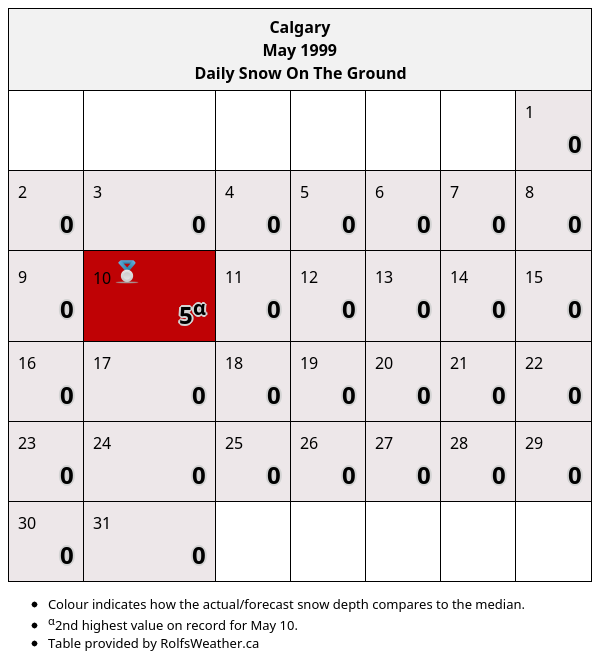 Calgary
May 1999
Daily Snow On The Ground
1
0
2 3 4 5 6 7 8
0 0 0 0 0 0 0
9 10 11 12 13 14 15
0 5α 0 0 0 0 0
16 17 18 19 20 21 22
0 0 0 0 0 0 0
23 24 25 26 27 28 29
0 0 0 0 0 0 0
30 31
0 0
Colour indicates how the actual/forecast snow depth compares to the median.
α2nd highest value on record for May 10.
Table provided by RolfsWeather.ca